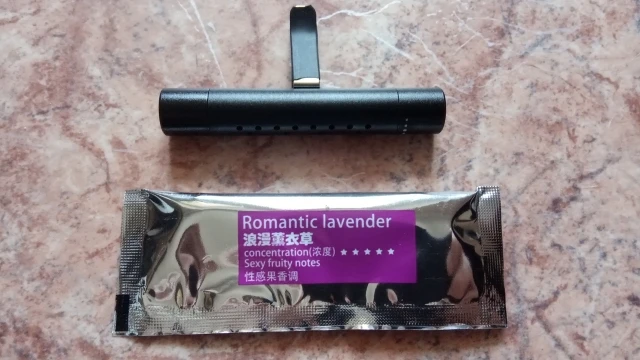 Romantic lavender
浪漫薰衣草
concentration(浓度) ★★★★★
Sexy fruity notes
性感果香调